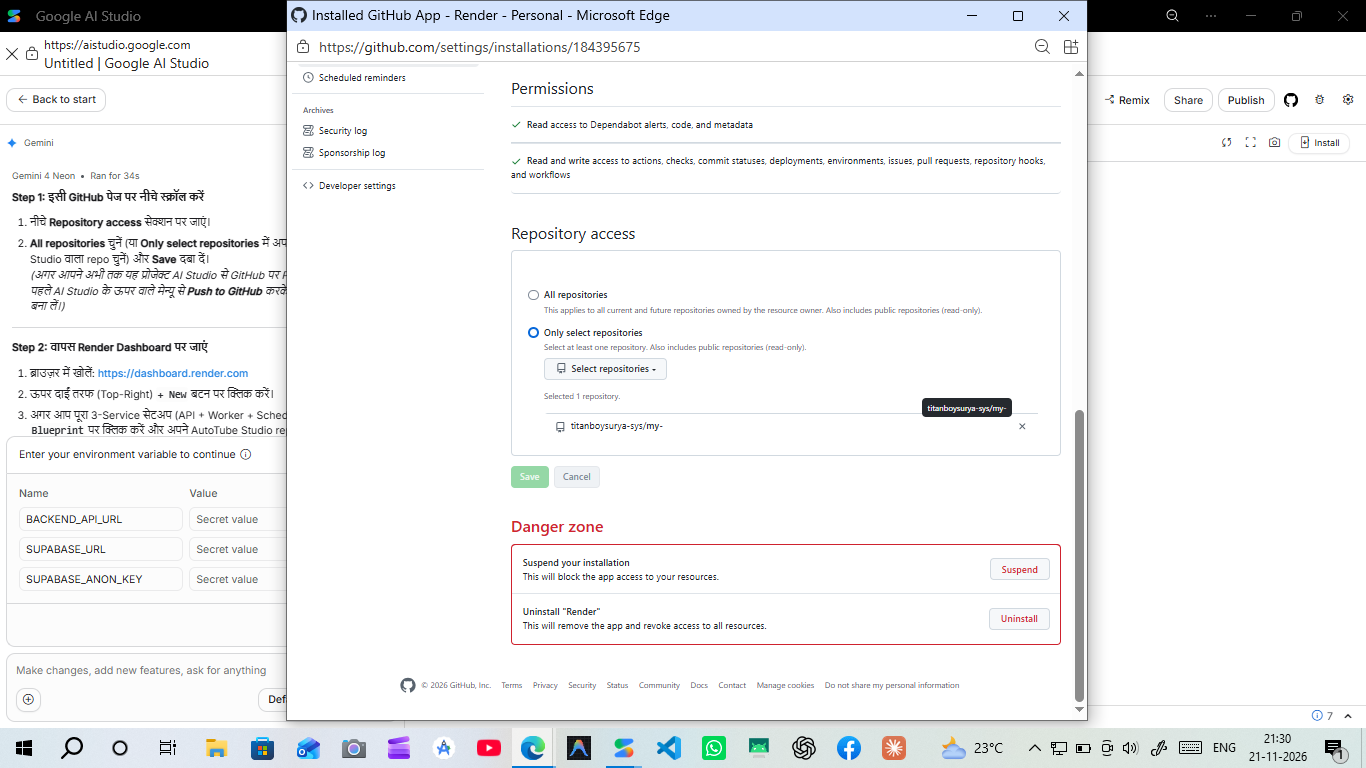 Google AI Studio
Installed GitHub App - Render - Personal - Microsoft Edge
https://aistudio.google.com
Untitled | Google AI Studio
https://github.com/settings/installations/184395675
Back to start
Remix
Share
Publish
Gemini
Install
Gemini 4 Neon • Ran for 34s
Step 1: इसी GitHub पेज पर नीचे स्क्रॉल करें
1. नीचे Repository access सेक्शन पर जाएं।
2. All repositories चुनें (या Only select repositories में अप
Studio वाला repo चुनें) और Save दबा दें।
(अगर आपने अभी तक यह प्रोजेक्ट AI Studio से GitHub पर P
पहले AI Studio के ऊपर वाले मेन्यू से Push to GitHub करके
बना लें।)
Step 2: वापस Render Dashboard पर जाएं
1. ब्राउज़र में खोलें: https://dashboard.render.com
2. ऊपर दाईं तरफ (Top-Right) + New बटन पर क्लिक करें।
3. अगर आप पूरा 3-Service सेटअप (API + Worker + Sched
Blueprint पर क्लिक करें और अपने AutoTube Studio re
Enter your environment variable to continue
Name Value
BACKEND_API_URL Secret value
SUPABASE_URL Secret value
SUPABASE_ANON_KEY Secret value
Make changes, add new features, ask for anything
Defa
Scheduled reminders
Archives
Security log
Sponsorship log
Developer settings
Permissions
Read access to Dependabot alerts, code, and metadata
Read and write access to actions, checks, commit statuses, deployments, environments, issues, pull requests, repository hooks,
and workflows
Repository access
All repositories
This applies to all current and future repositories owned by the resource owner. Also includes public repositories (read-only).
Only select repositories
Select at least one repository. Also includes public repositories (read-only).
Select repositories
Selected 1 repository.
titanboysurya-sys/my-
titanboysurya-sys/my-
Save Cancel
Danger zone
Suspend your installation
This will block the app access to your resources.
Suspend
Uninstall "Render"
This will remove the app and revoke access to all resources.
Uninstall
© 2026 GitHub, Inc. Terms Privacy Security Status Community Docs Contact Manage cookies Do not share my personal information
7
23°C
ENG
21:30
21-11-2026
1